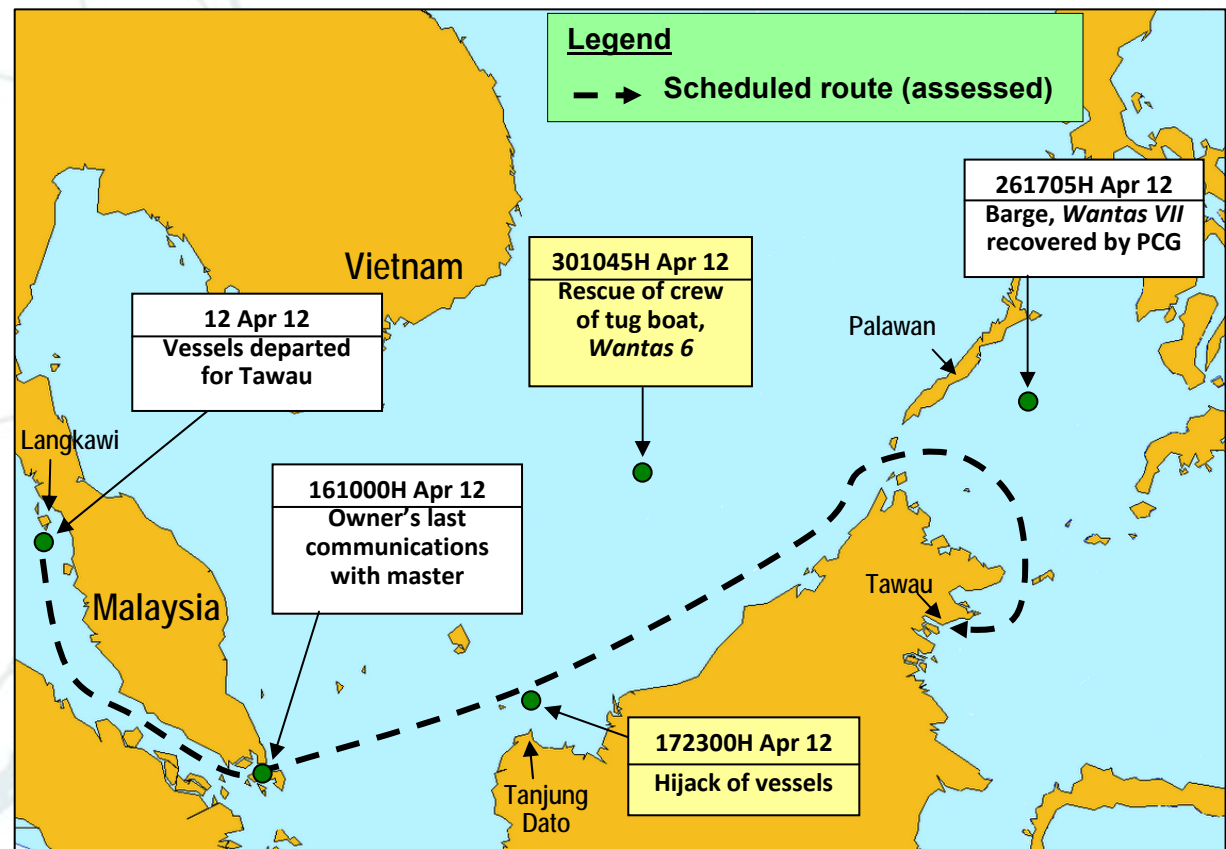 Legend
Scheduled route (assessed)
261705H Apr 12
Barge, Wantas VII
recovered by PCG
Vietnam
301045H Apr 12
Rescue of crew
of tug boat,
Wantas 6
12 Apr 12
Vessels departed
for Tawau
Palawan
Langkawi
161000H Apr 12
Owner's last
communications
with master
Malaysia
Tawau
172300H Apr 12
Hijack of vessels
Tanjung
Dato